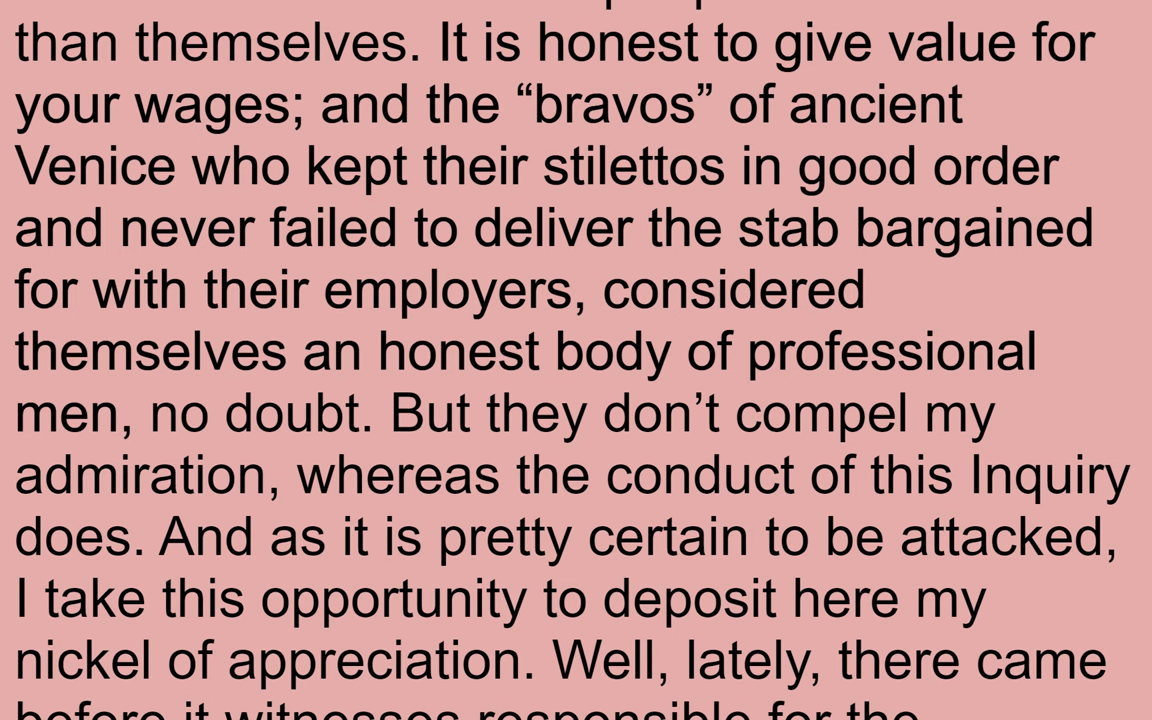 than themselves. It is honest to give value for
your wages; and the “bravos” of ancient
Venice who kept their stilettos in good order
and never failed to deliver the stab bargained
for with their employers, considered
themselves an honest body of professional
men, no doubt. But they don’t compel my
admiration, whereas the conduct of this Inquiry
does. And as it is pretty certain to be attacked,
I take this opportunity to deposit here my
nickel of appreciation. Well, lately, there came
before it witnesses responsible for the